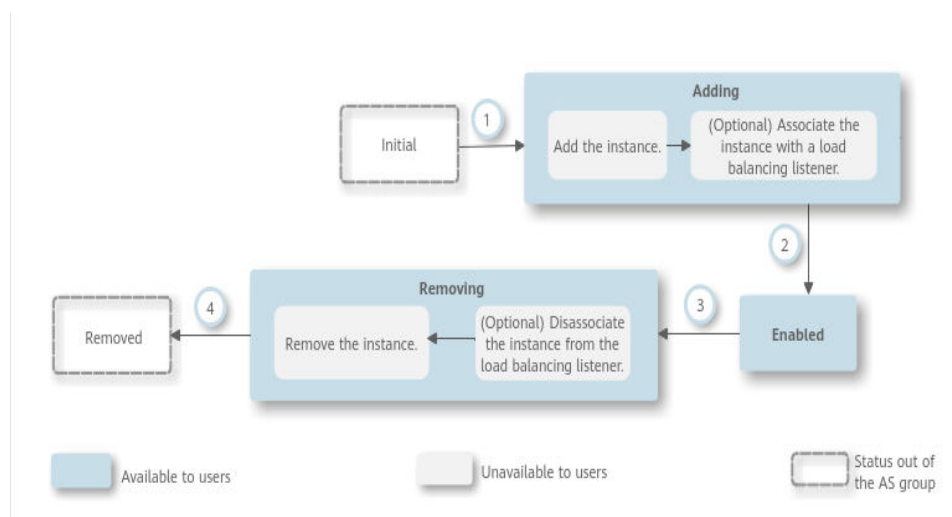 Adding
1
Initial
Add the instance.
(Optional) Associate the
instance with a load
balancing listener.
2
Removing
4
3
Removed
Remove the instance.
(Optional) Disassociate
the instance from the
load balancing listener.
Enabled
Available to users
Unavailable to users
Status out of
the AS group